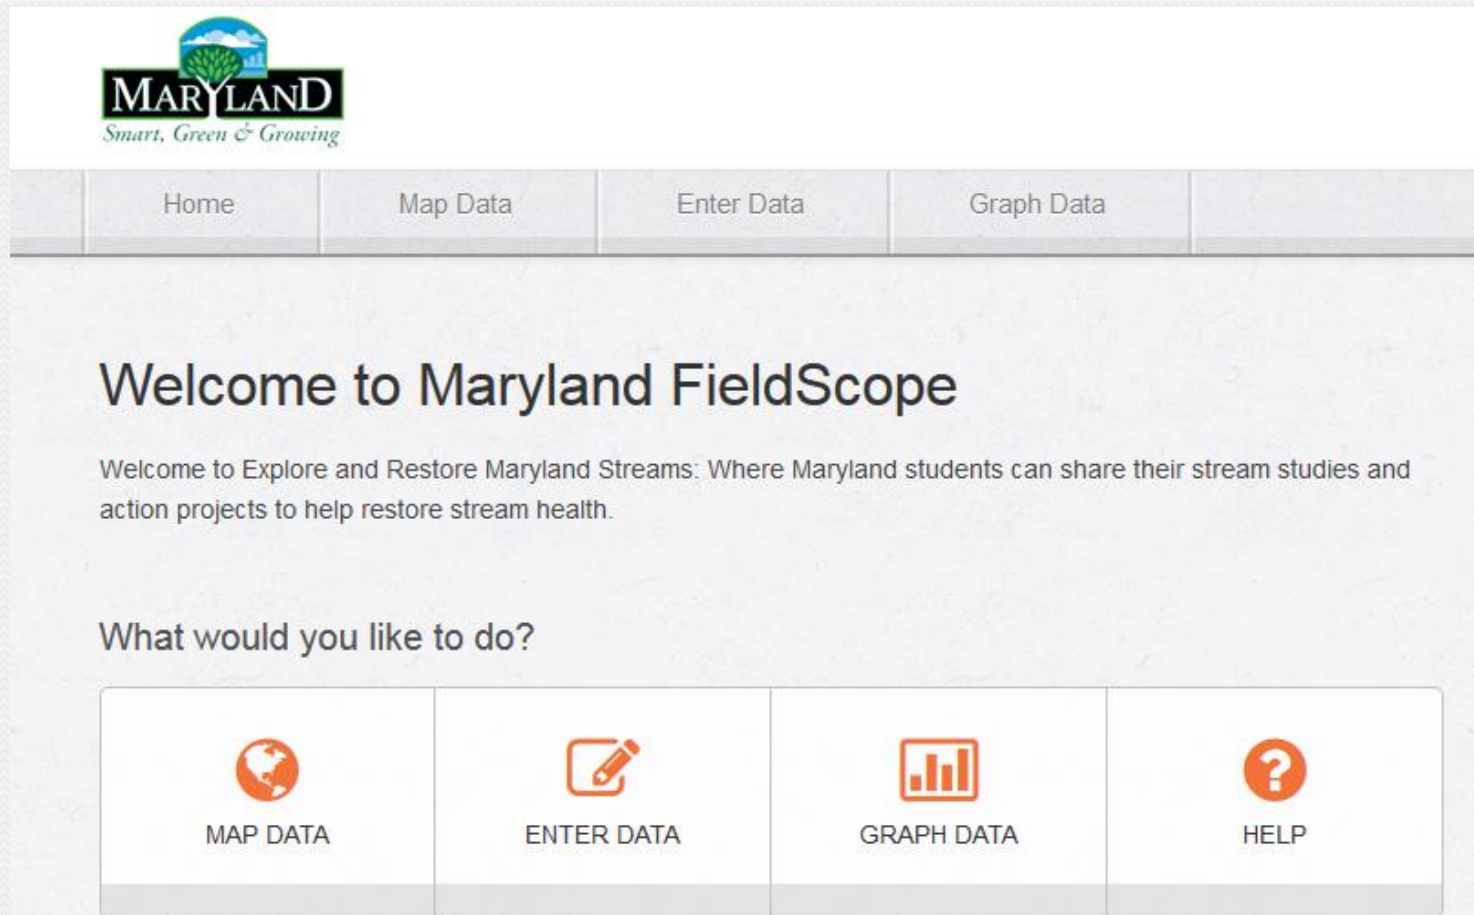 MARYLAND
Smart, Green & Growing
Home Map Data Enter Data Graph Data
Welcome to Maryland FieldScope
Welcome to Explore and Restore Maryland Streams: Where Maryland students can share their stream studies and
action projects to help restore stream health.
What would you like to do?
MAP DATA ENTER DATA GRAPH DATA HELP